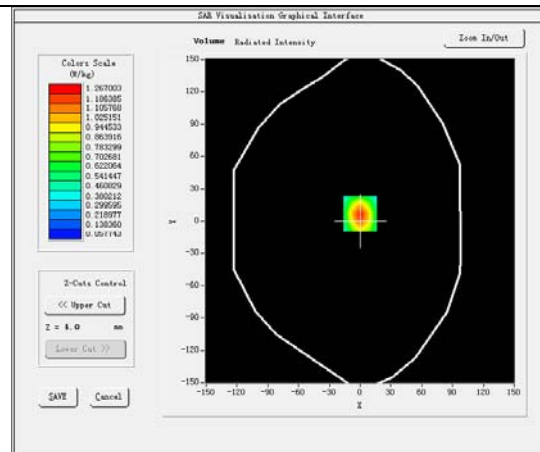 SAR Visualisation Graphical Interface
Volume Radiated Intensity
Zoom In/Out
Colors Scale
(W/kg)
1.267003
1.186385
1.105768
1.025151
0.944533
0.863916
0.783299
0.702681
0.622064
0.541447
0.460829
0.380212
0.299595
0.218977
0.138360
0.057743
Z-Cuts Control
<< Upper Cut
Z = 4.0 mm
Lower Cut >>
SAVE
Cancel
150
120
90
60
30
0
-30
-60
-90
-120
-150
Y
-150 -120 -90 -60 -30 0 30 60 90 120 150
X